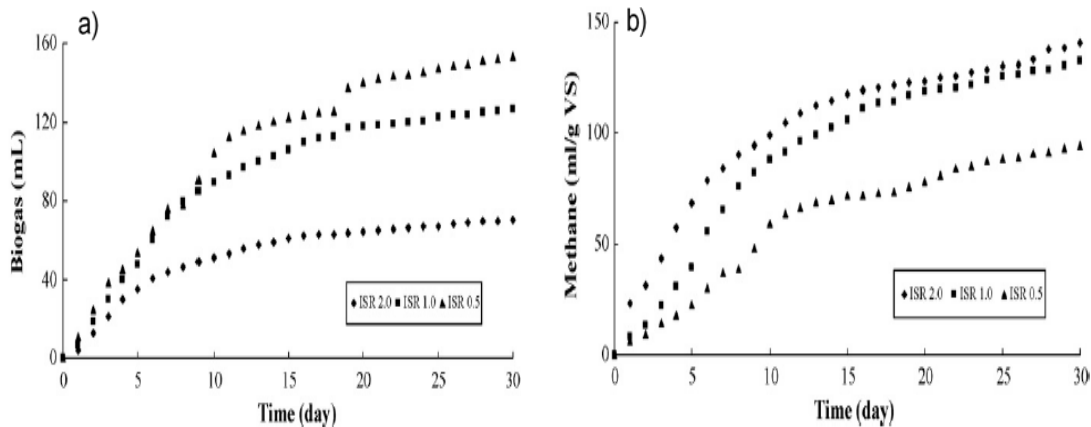 a)
160
120
80
40
0
Biogas (mL)
0 5 10 15 20 25 30
Time (day)
ISR 2.0 ISR 1.0 ISR 0.5
b)
150
100
50
0
Methane (ml/g VS)
0 5 10 15 20 25 30
Time (day)
ISR 2.0 ISR 1.0 ISR 0.5